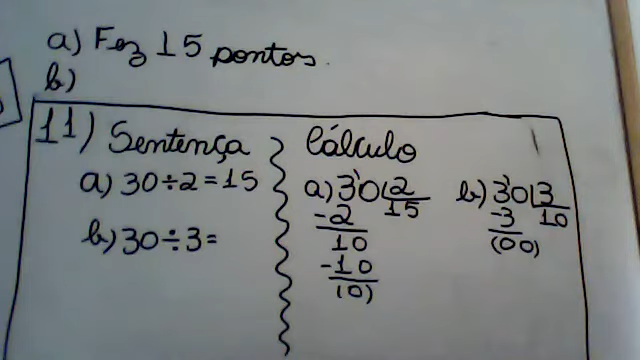 a) Fez 15 pontos.
b)
11) Sentença
a) 30÷2=15
b) 30÷3=
Cálculo
a) 30 2
-2 15
10
-10
(0)
b) 30 3
-3 10
(00)